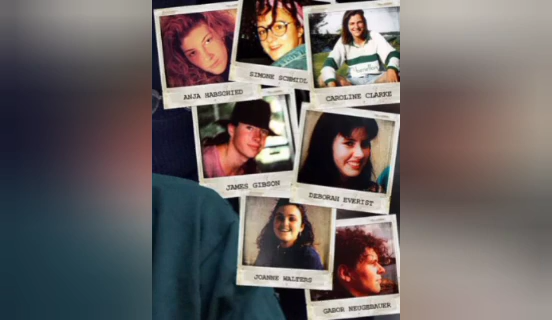 SIMONE SCHMIDL
ANJA HABSCHIED
CAROLINE CLARKE
JAMES GIBSON
DEBORAH EVERIST
JOANNE WALTERS
GABOR NEUGEBAUER